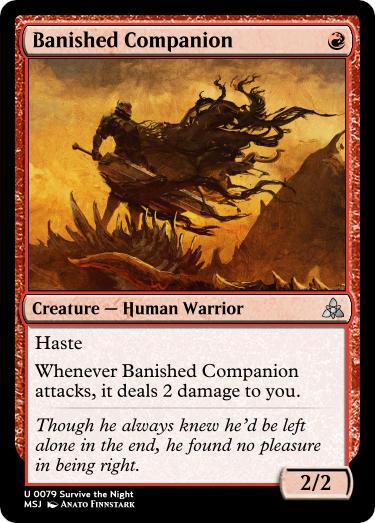 Banished Companion
Creature — Human Warrior
Haste
Whenever Banished Companion
attacks, it deals 2 damage to you.
Though he always knew he'd be left
alone in the end, he found no pleasure
in being right.
2/2
U 0079 Survive the Night
MSJ Anato Finnstark